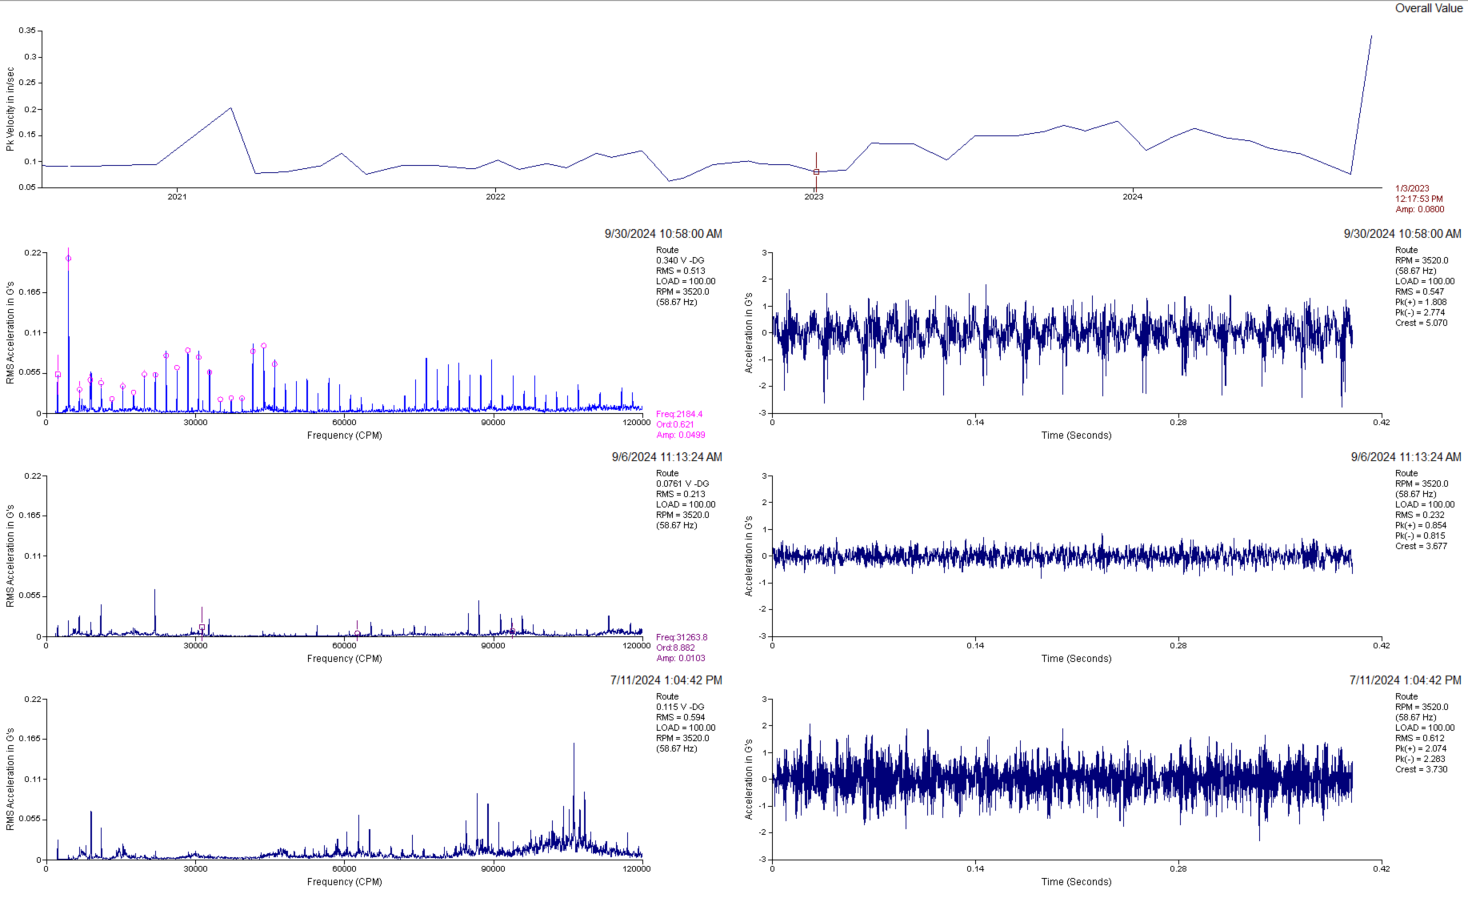 Overall Value
0.35
0.3
0.25
0.2
0.15
0.1
0.05
Pk Velocity in in/sec
2021
2022
2023
2024
1/3/2023
12:17:53 PM
Amp: 0.0800
9/30/2024 10:58:00 AM
Route
0.340 V -DG
RMS = 0.513
LOAD = 100.00
RPM = 3520.0
(58.67 Hz)
0.22
0.165
0.11
0.055
0
RMS Acceleration in G's
0
30000
60000
90000
120000
Frequency (CPM)
Freq:2184.4
Ord:0.621
Amp: 0.0499
9/30/2024 10:58:00 AM
Route
RPM = 3520.0
(58.67 Hz)
LOAD = 100.00
RMS = 0.547
Pk(+) = 1.808
Pk(-) = 2.774
Crest = 5.070
3
2
1
0
-1
-2
-3
Acceleration in G's
0
0.14
0.28
0.42
Time (Seconds)
9/6/2024 11:13:24 AM
Route
0.0761 V -DG
RMS = 0.213
LOAD = 100.00
RPM = 3520.0
(58.67 Hz)
0.22
0.165
0.11
0.055
0
RMS Acceleration in G's
0
30000
60000
90000
120000
Frequency (CPM)
Freq:31263.8
Ord:8.882
Amp: 0.0103
9/6/2024 11:13:24 AM
Route
RPM = 3520.0
(58.67 Hz)
LOAD = 100.00
RMS = 0.232
Pk(+) = 0.854
Pk(-) = 0.815
Crest = 3.677
3
2
1
0
-1
-2
-3
Acceleration in G's
0
0.14
0.28
0.42
Time (Seconds)
7/11/2024 1:04:42 PM
Route
0.115 V -DG
RMS = 0.594
LOAD = 100.00
RPM = 3520.0
(58.67 Hz)
0.22
0.165
0.11
0.055
0
RMS Acceleration in G's
0
30000
60000
90000
120000
Frequency (CPM)
7/11/2024 1:04:42 PM
Route
RPM = 3520.0
(58.67 Hz)
LOAD = 100.00
RMS = 0.612
Pk(+) = 2.074
Pk(-) = 2.283
Crest = 3.730
3
2
1
0
-1
-2
-3
Acceleration in G's
0
0.14
0.28
0.42
Time (Seconds)